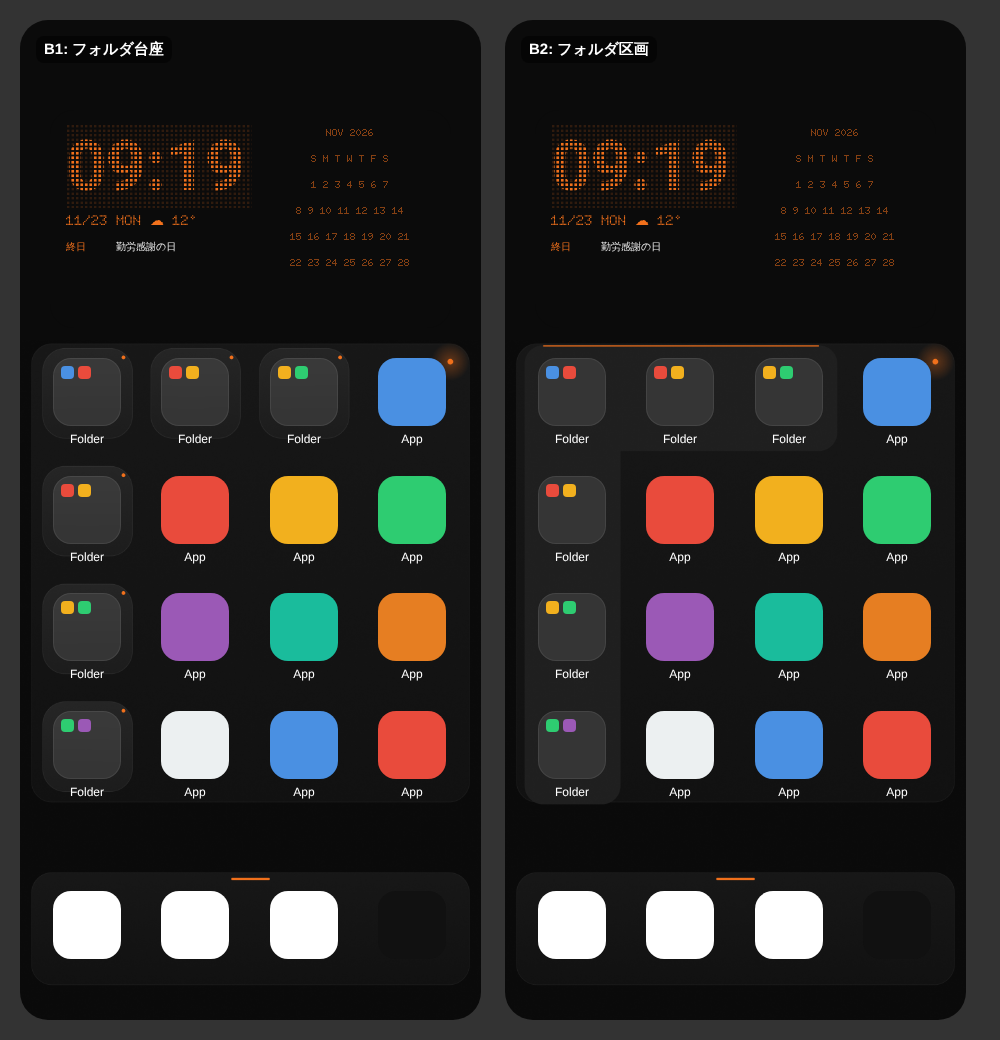 B1: フォルダ台座
09:19
11/23 MON ☁ 12°
終日 勤労感謝の日
NOV 2026
S M T W T F S
1 2 3 4 5 6 7
8 9 10 11 12 13 14
15 16 17 18 19 20 21
22 23 24 25 26 27 28
Folder Folder Folder App
Folder App App App
Folder App App App
Folder App App App
B2: フォルダ区画
09:19
11/23 MON ☁ 12°
終日 勤労感謝の日
NOV 2026
S M T W T F S
1 2 3 4 5 6 7
8 9 10 11 12 13 14
15 16 17 18 19 20 21
22 23 24 25 26 27 28
Folder Folder Folder App
Folder App App App
Folder App App App
Folder App App App